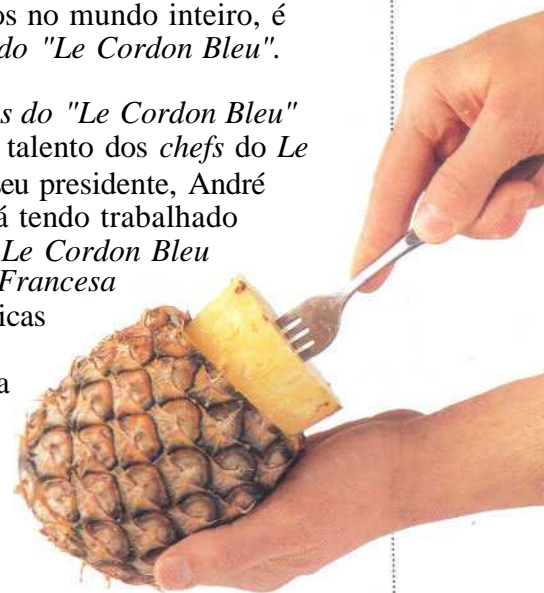 os no mundo inteiro, é
do "Le Cordon Bleu".
s do "Le Cordon Bleu"
talento dos chefs do Le
eu presidente, André
á tendo trabalhado
Le Cordon Bleu
Francesa
icas
a